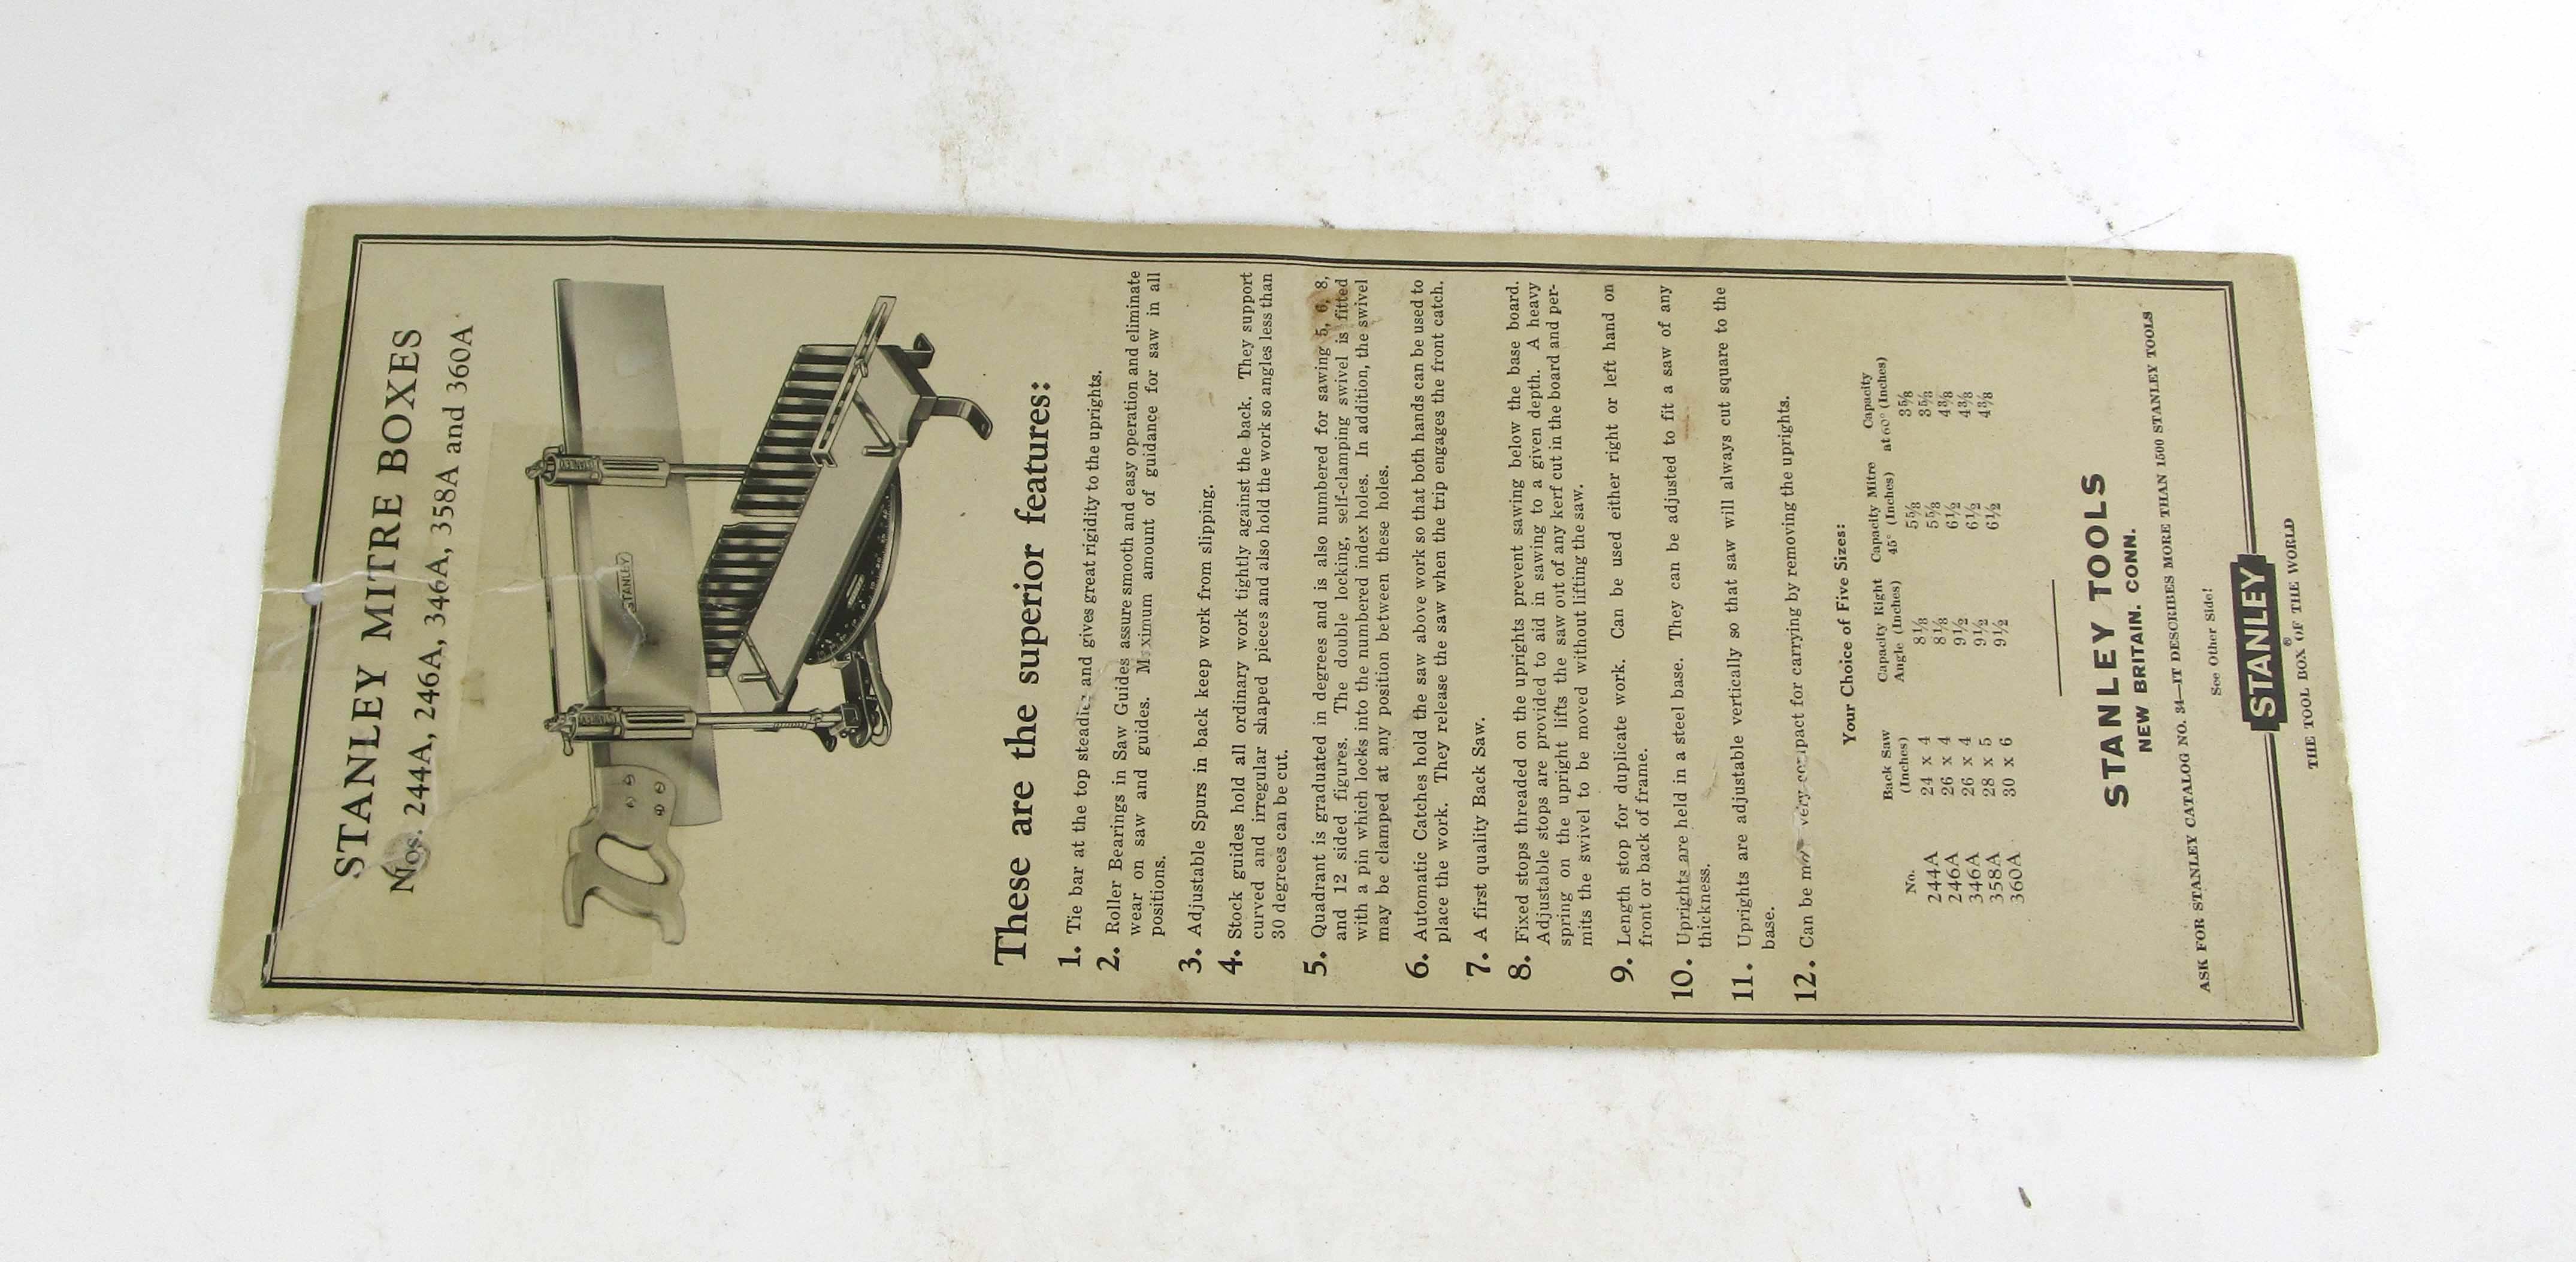 STANLEY MITRE BOXES
Nos. 244A, 246A, 346A, 358A and 360A
STANLEY
STANLEY
STANLEY
These are the superior features:
1. Tie bar at the top steadies and gives great rigidity to the uprights.
2. Roller Bearings in Saw Guides assure smooth and easy operation and eliminate
wear on saw and guides. Maximum amount of guidance for saw in all
positions.
3. Adjustable Spurs in back keep work from slipping.
4. Stock guides hold all ordinary work tightly against the back. They support
curved and irregular shaped pieces and also hold the work so angles less than
30 degrees can be cut.
5. Quadrant is graduated in degrees and is also numbered for sawing 5, 6, 8,
and 12 sided figures. The double locking, self-clamping swivel is fitted
with a pin which locks into the numbered index holes. In addition, the swivel
may be clamped at any position between these holes.
6. Automatic Catches hold the saw above work so that both hands can be used to
place the work. They release the saw when the trip engages the front catch.
7. A first quality Back Saw.
8. Fixed stops threaded on the uprights prevent sawing below the base board.
Adjustable stops are provided to aid in sawing to a given depth. A heavy
spring on the upright lifts the saw out of any kerf cut in the board and per-
mits the swivel to be moved without lifting the saw.
9. Length stop for duplicate work. Can be used either right or left hand on
front or back of frame.
10. Uprights are held in a steel base. They can be adjusted to fit a saw of any
thickness.
11. Uprights are adjustable vertically so that saw will always cut square to the
base.
12. Can be made very compact for carrying by removing the uprights.
Your Choice of Five Sizes:
No. Back Saw (Inches) Capacity Right Angle (Inches) Capacity Mitre 45° (Inches) Capacity at 60° (Inches)
244A 24 x 4 8⅛ 5⅝ 3⅝
246A 26 x 4 8⅛ 5⅝ 3⅝
346A 26 x 4 9½ 6½ 4⅜
358A 28 x 5 9½ 6½ 4⅜
360A 30 x 6 9½ 6½ 4⅜
STANLEY TOOLS
NEW BRITAIN. CONN.
ASK FOR STANLEY CATALOG NO. 34—IT DESCRIBES MORE THAN 1500 STANLEY TOOLS
See Other Side!
STANLEY
®
THE TOOL BOX OF THE WORLD